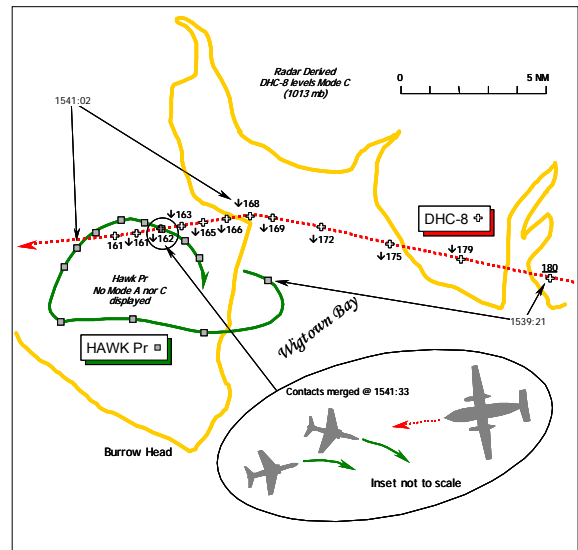 Radar Derived
DHC-8 levels Mode C
(1013 mb)
0
5 NM
1541:02
↓168
↓163
DHC-8
↓165
↓166
↓169
↓172
↓175
↓179
180
161
↓161
↓162
Hawk Pr
No Mode A nor C
displayed
1539:21
Wigtown Bay
HAWK Pr
Contacts merged @ 1541:33
Burrow Head
Inset not to scale